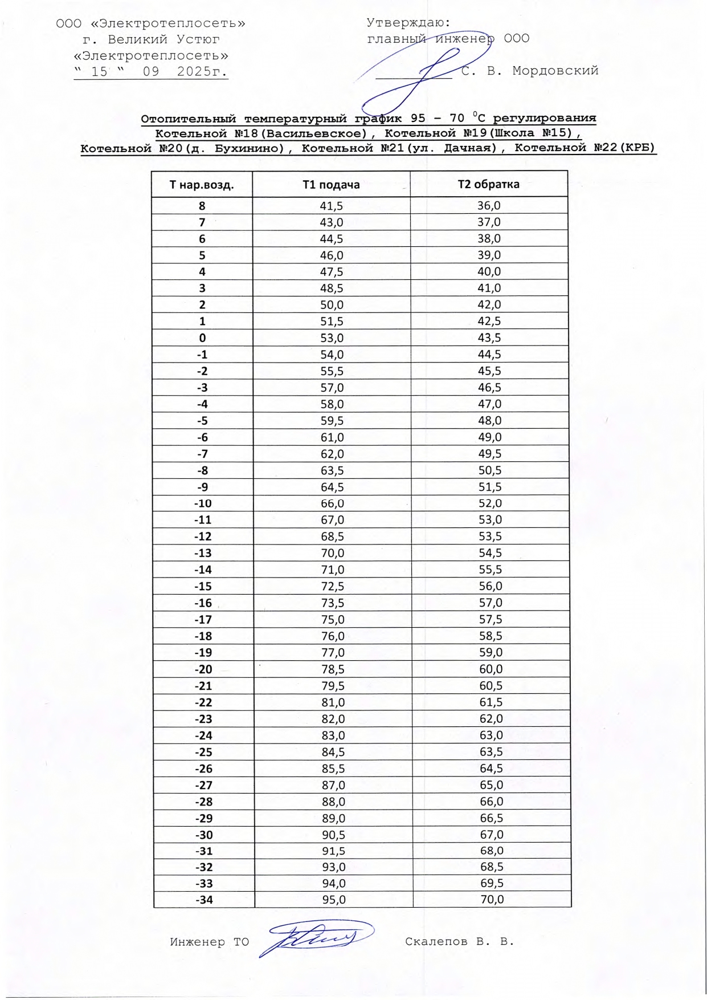 ООО «Электротеплосеть»
г. Великий Устюг
«Электротеплосеть»
“ 15 “ 09 2025г.
Утверждаю:
главный инженер ООО
С. В. Мордовский
Отопительный температурный график 95 – 70 ⁰С регулирования
Котельной №18(Васильевское), Котельной №19(Школа №15),
Котельной №20(д. Бухинино), Котельной №21(ул. Дачная), Котельной №22(КРБ)
Т нар.возд. Т1 подача Т2 обратка
8 41,5 36,0
7 43,0 37,0
6 44,5 38,0
5 46,0 39,0
4 47,5 40,0
3 48,5 41,0
2 50,0 42,0
1 51,5 42,5
0 53,0 43,5
-1 54,0 44,5
-2 55,5 45,5
-3 57,0 46,5
-4 58,0 47,0
-5 59,5 48,0
-6 61,0 49,0
-7 62,0 49,5
-8 63,5 50,5
-9 64,5 51,5
-10 66,0 52,0
-11 67,0 53,0
-12 68,5 53,5
-13 70,0 54,5
-14 71,0 55,5
-15 72,5 56,0
-16 73,5 57,0
-17 75,0 57,5
-18 76,0 58,5
-19 77,0 59,0
-20 78,5 60,0
-21 79,5 60,5
-22 81,0 61,5
-23 82,0 62,0
-24 83,0 63,0
-25 84,5 63,5
-26 85,5 64,5
-27 87,0 65,0
-28 88,0 66,0
-29 89,0 66,5
-30 90,5 67,0
-31 91,5 68,0
-32 93,0 68,5
-33 94,0 69,5
-34 95,0 70,0
Инженер ТО Скалепов В. В.